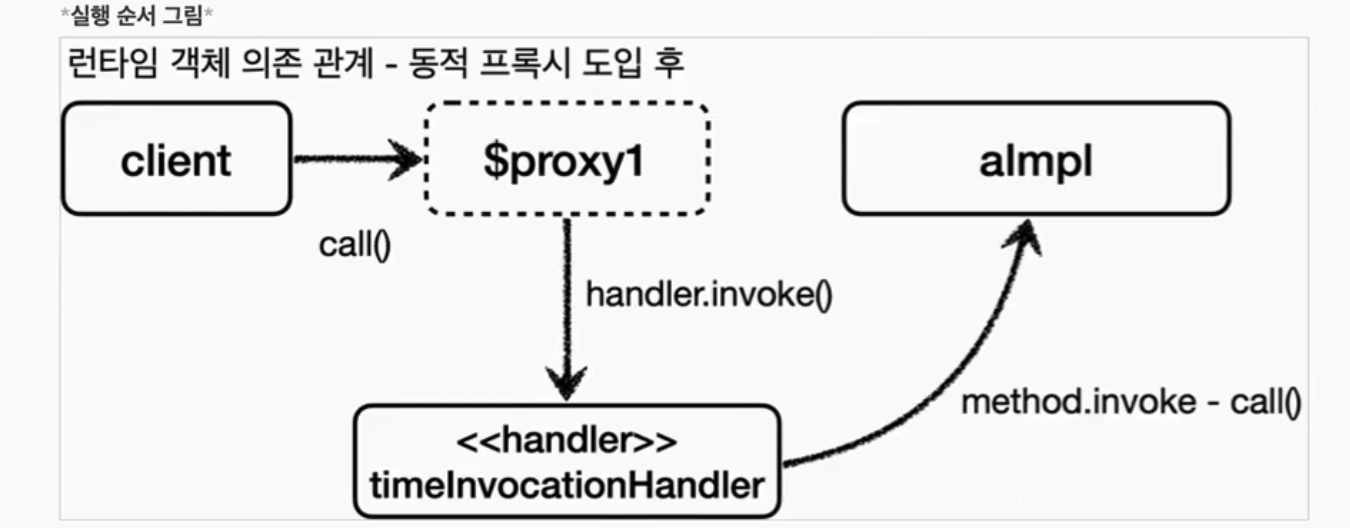 *실행 순서 그림*
런타임 객체 의존 관계 - 동적 프록시 도입 후
client
$proxy1
aImpl
call()
handler.invoke()
method.invoke - call()
<<handler>>
timeInvocationHandler